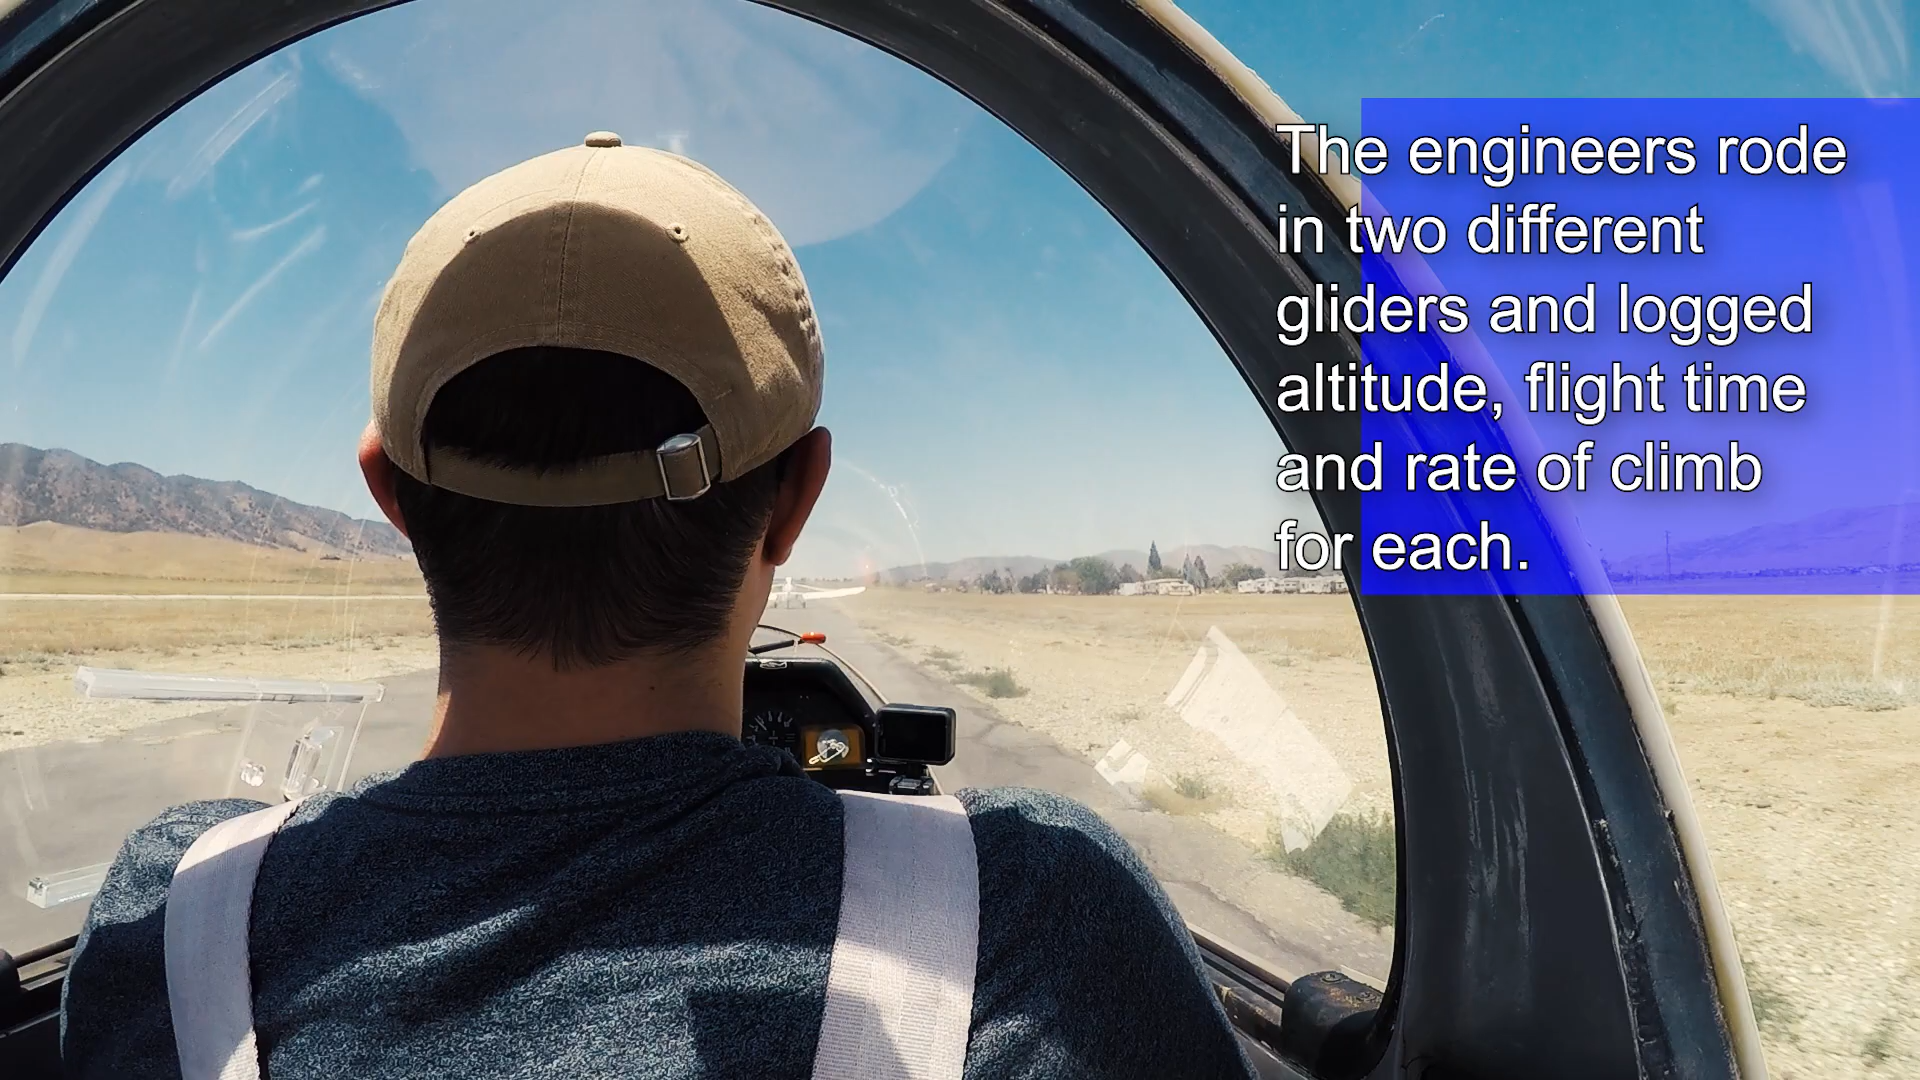 The engineers rode
in two different
gliders and logged
altitude, flight time
and rate of climb
for each.